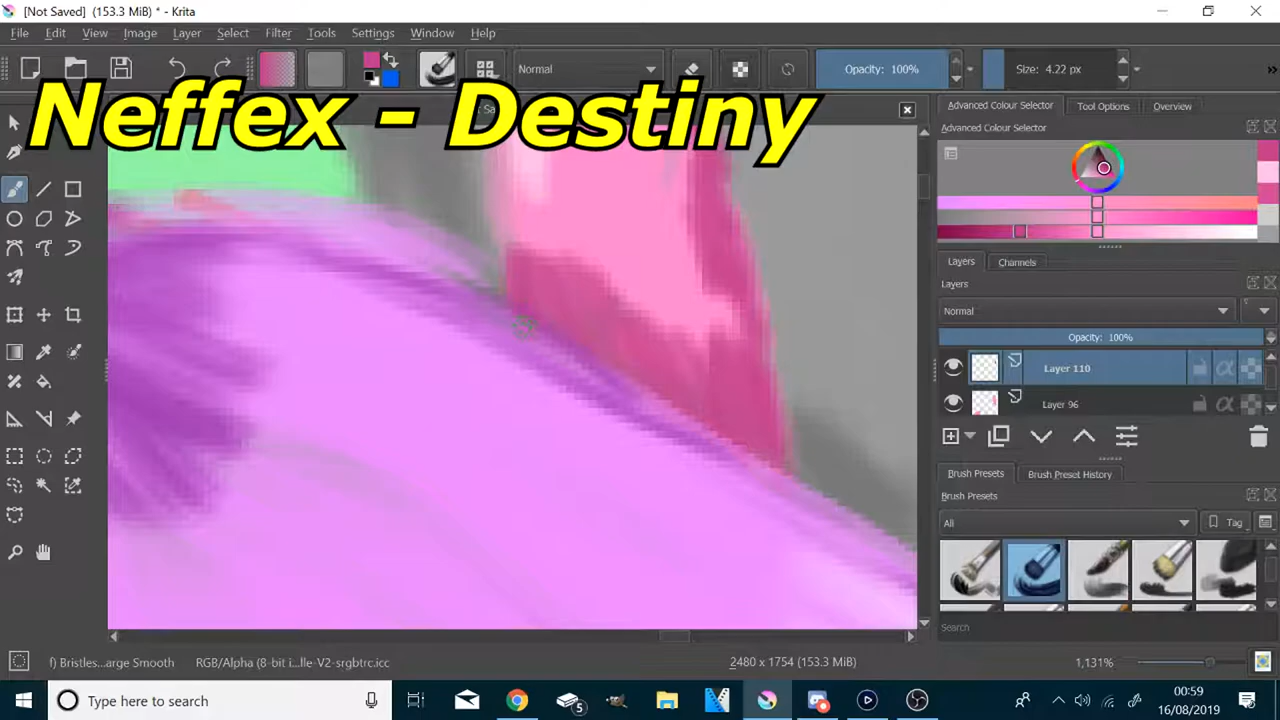 [Not Saved] (153.3 MiB) * - Krita
File Edit View Image Layer Select Filter Tools Settings Window Help
Normal Opacity: 100% Size: 4.22 px »
Neffex - Destiny
Advanced Colour Selector Tool Options Overview
Advanced Colour Selector
Layers Channels
Layers
Normal
Opacity: 100%
Layer 110
Layer 96
Brush Presets Brush Preset History
Brush Presets
All Tag
Search
f) Bristles...arge Smooth RGB/Alpha (8-bit i...lle-V2-srgbtrc.icc 2480 x 1754 (153.3 MiB) 1,131%
Type here to search 5 00:59
16/08/2019